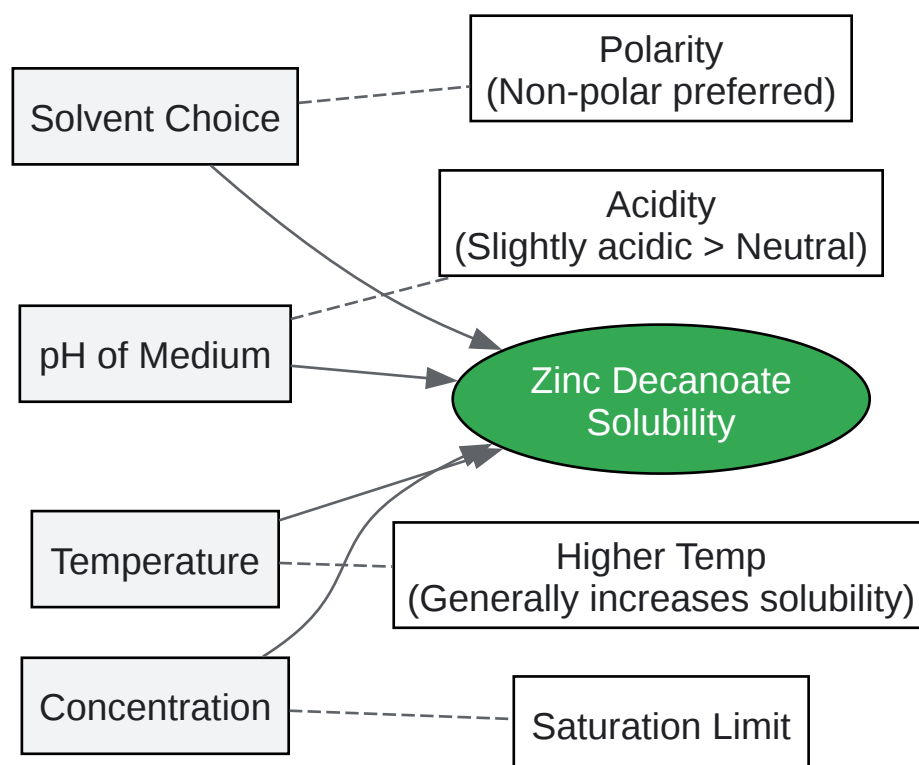 Solvent Choice
Polarity
(Non-polar preferred)
Acidity
(Slightly acidic > Neutral)
pH of Medium
Zinc Decanoate
Solubility
Temperature
Higher Temp
(Generally increases solubility)
Concentration
Saturation Limit